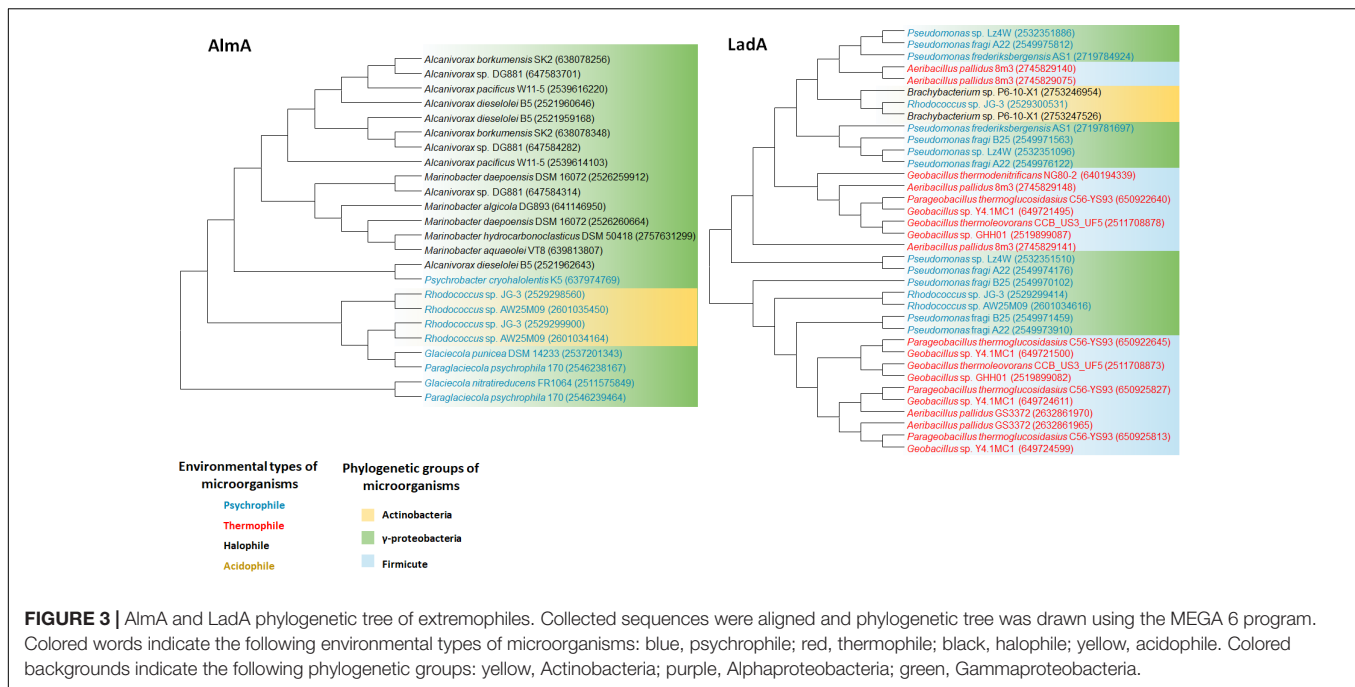 AlmA
Alcanivorax borkumensis SK2 (638078256)
Alcanivorax sp. DG881 (647583701)
Alcanivorax pacificus W11-5 (2539616220)
Alcanivorax dieselolei B5 (2521960646)
Alcanivorax dieselolei B5 (2521959168)
Alcanivorax borkumensis SK2 (638078348)
Alcanivorax sp. DG881 (647584282)
Alcanivorax pacificus W11-5 (2539614103)
Marinobacter daepoensis DSM 16072 (2526259912)
Alcanivorax sp. DG881 (647584314)
Marinobacter algicola DG893 (641146950)
Marinobacter daepoensis DSM 16072 (2526260664)
Marinobacter hydrocarbonoclasticus DSM 50418 (2757631299)
Marinobacter aquaeolei VT8 (639813807)
Alcanivorax dieselolei B5 (2521962643)
Psychrobacter cryohalolentis K5 (637974769)
Rhodococcus sp. JG-3 (2529298560)
Rhodococcus sp. AW25M09 (2601035450)
Rhodococcus sp. JG-3 (2529299900)
Rhodococcus sp. AW25M09 (2601034164)
Glaciecola punicea DSM 14233 (2537201343)
Paraglaciecola psychrophila 170 (2546238167)
Glaciecola nitratireducens FR1064 (2511575849)
Paraglaciecola psychrophila 170 (2546239464)
LadA
Pseudomonas sp. Lz4W (2532351886)
Pseudomonas fragi A22 (2549975812)
Pseudomonas frederiksbergensis AS1 (2719784924)
Aeribacillus pallidus 8m3 (2745829140)
Aeribacillus pallidus 8m3 (2745829075)
Brachybacterium sp. P6-10-X1 (2753246954)
Rhodococcus sp. JG-3 (2529300531)
Brachybacterium sp. P6-10-X1 (2753247526)
Pseudomonas frederiksbergensis AS1 (2719781697)
Pseudomonas fragi B25 (2549971563)
Pseudomonas sp. Lz4W (2532351096)
Pseudomonas fragi A22 (2549976122)
Geobacillus thermodenitrificans NG80-2 (640194339)
Aeribacillus pallidus 8m3 (2745829148)
Parageobacillus thermoglucosidasius C56-YS93 (650922640)
Geobacillus sp. Y4.1MC1 (649721495)
Geobacillus thermoleovorans CCB_US3_UF5 (2511708878)
Geobacillus sp. GHH01 (2519899087)
Aeribacillus pallidus 8m3 (2745829141)
Pseudomonas sp. Lz4W (2532351510)
Pseudomonas fragi A22 (2549974176)
Pseudomonas fragi B25 (2549970102)
Rhodococcus sp. JG-3 (2529299414)
Rhodococcus sp. AW25M09 (2601034616)
Pseudomonas fragi B25 (2549971459)
Pseudomonas fragi A22 (2549973910)
Parageobacillus thermoglucosidasius C56-YS93 (650922645)
Geobacillus sp. Y4.1MC1 (649721500)
Geobacillus thermoleovorans CCB_US3_UF5 (2511708873)
Geobacillus sp. GHH01 (2519899082)
Parageobacillus thermoglucosidasius C56-YS93 (650925827)
Geobacillus sp. Y4.1MC1 (649724611)
Aeribacillus pallidus GS3372 (2632861970)
Aeribacillus pallidus GS3372 (2632861965)
Parageobacillus thermoglucosidasius C56-YS93 (650925813)
Geobacillus sp. Y4.1MC1 (649724599)
Environmental types of
microorganisms
Psychrophile
Thermophile
Halophile
Acidophile
Phylogenetic groups of
microorganisms
Actinobacteria
γ-proteobacteria
Firmicute
FIGURE 3 | AlmA and LadA phylogenetic tree of extremophiles. Collected sequences were aligned and phylogenetic tree was drawn using the MEGA 6 program.
Colored words indicate the following environmental types of microorganisms: blue, psychrophile; red, thermophile; black, halophile; yellow, acidophile. Colored
backgrounds indicate the following phylogenetic groups: yellow, Actinobacteria; purple, Alphaproteobacteria; green, Gammaproteobacteria.